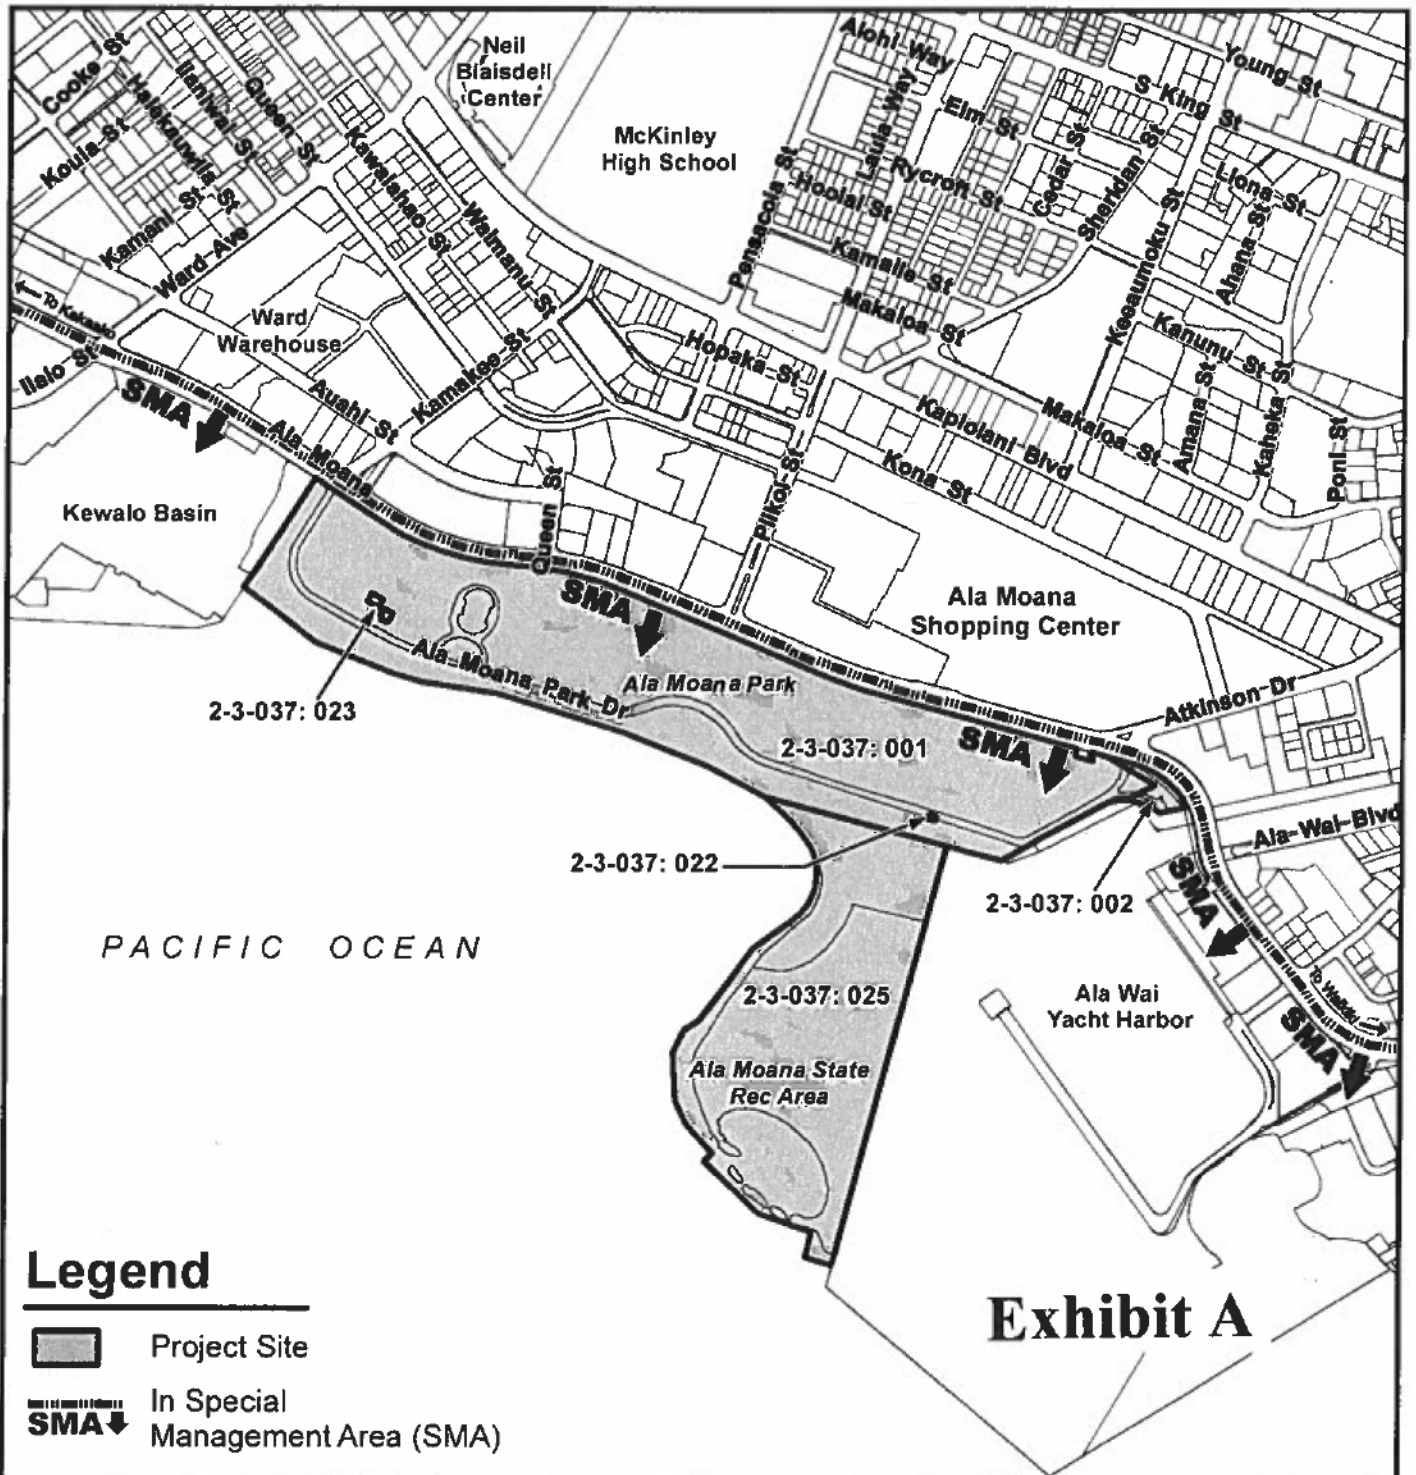 Cooke St
Halekauwila St
Ilaniwai St
Queen St
Neil
Blaisdell
Center
McKinley
High School
Alohi Way
Young St
S King St
Elm St
Laula Way
Cedar St
Sheridan St
Liona St
Koula St
Kawaiahao St
Waimanu St
Pensacola St
Hoolai St
Rycroft St
Keeaumoku St
Ahana St
Kamani St
Ward Ave
Kamaile St
Makaloa St
To Kakaako
Ward
Warehouse
Kanunu St
Ilalo St
Hopaka St
Kamakee St
SMA
Auahi St
Ala Moana
Kapiolani Blvd
Makaloa St
Amana St
Kaheka St
Poni St
Kona St
Piikoi St
Queen St
Kewalo Basin
SMA
Ala Moana
Shopping Center
Ala Moana Park Dr
Ala Moana Park
Atkinson Dr
2-3-037: 023
2-3-037: 001
SMA
Ala Wai Blvd
2-3-037: 022
2-3-037: 002
SMA
PACIFIC OCEAN
2-3-037: 025
Ala Wai
Yacht Harbor
To Waikiki
SMA
Ala Moana State
Rec Area
Legend
Project Site
SMA
In Special
Management Area (SMA)
Exhibit A